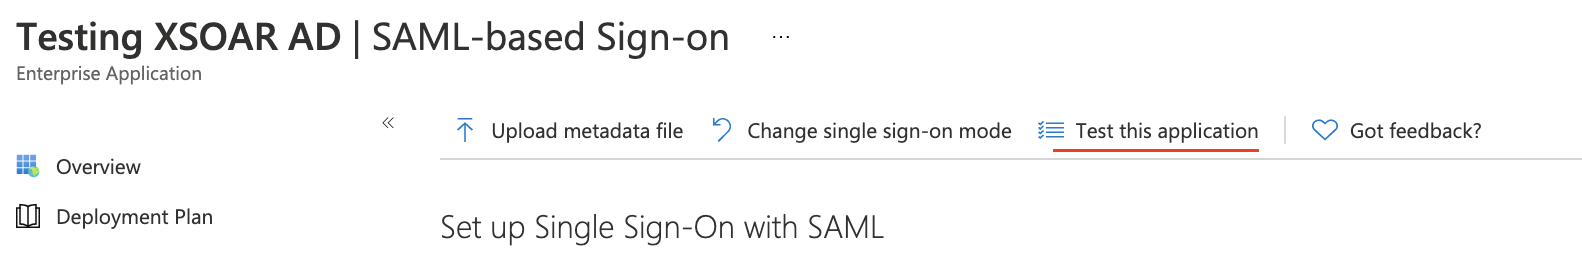 Testing XSOAR AD | SAML-based Sign-on ...
Enterprise Application
«
Upload metadata file Change single sign-on mode Test this application Got feedback?
Overview
Deployment Plan
Set up Single Sign-On with SAML